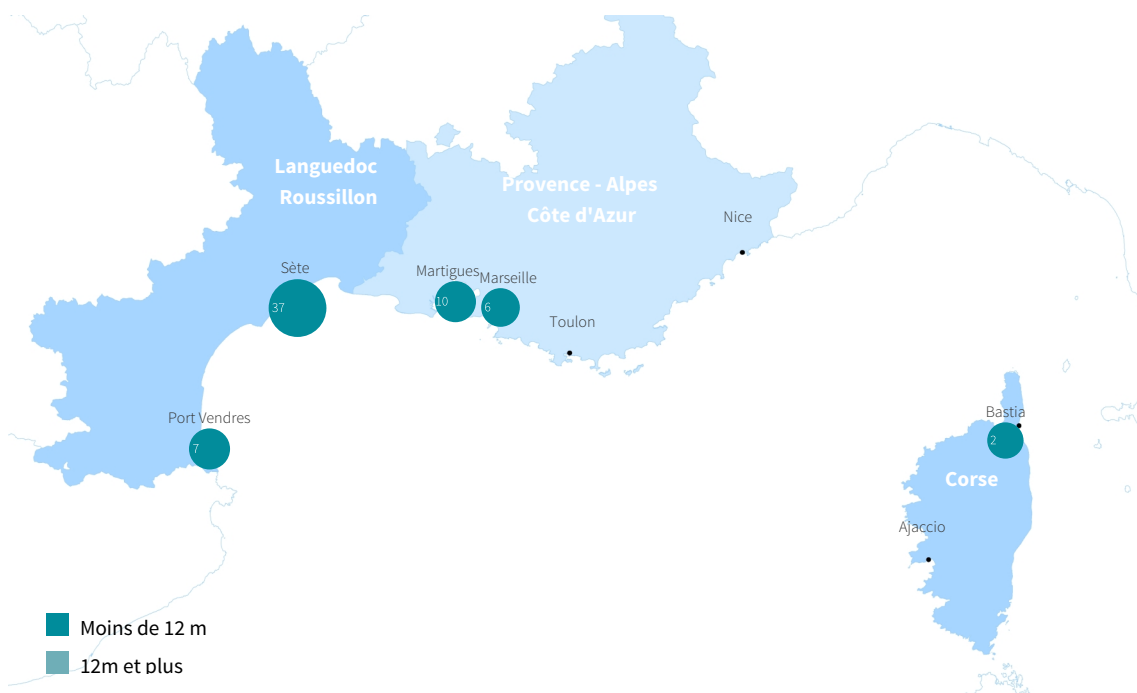 Languedoc
Roussillon
Provence - Alpes
Côte d'Azur
Nice
Sète
37
Martigues
10
Marseille
6
Toulon
Port Vendres
7
Bastia
2
Corse
Ajaccio
Moins de 12 m
12m et plus